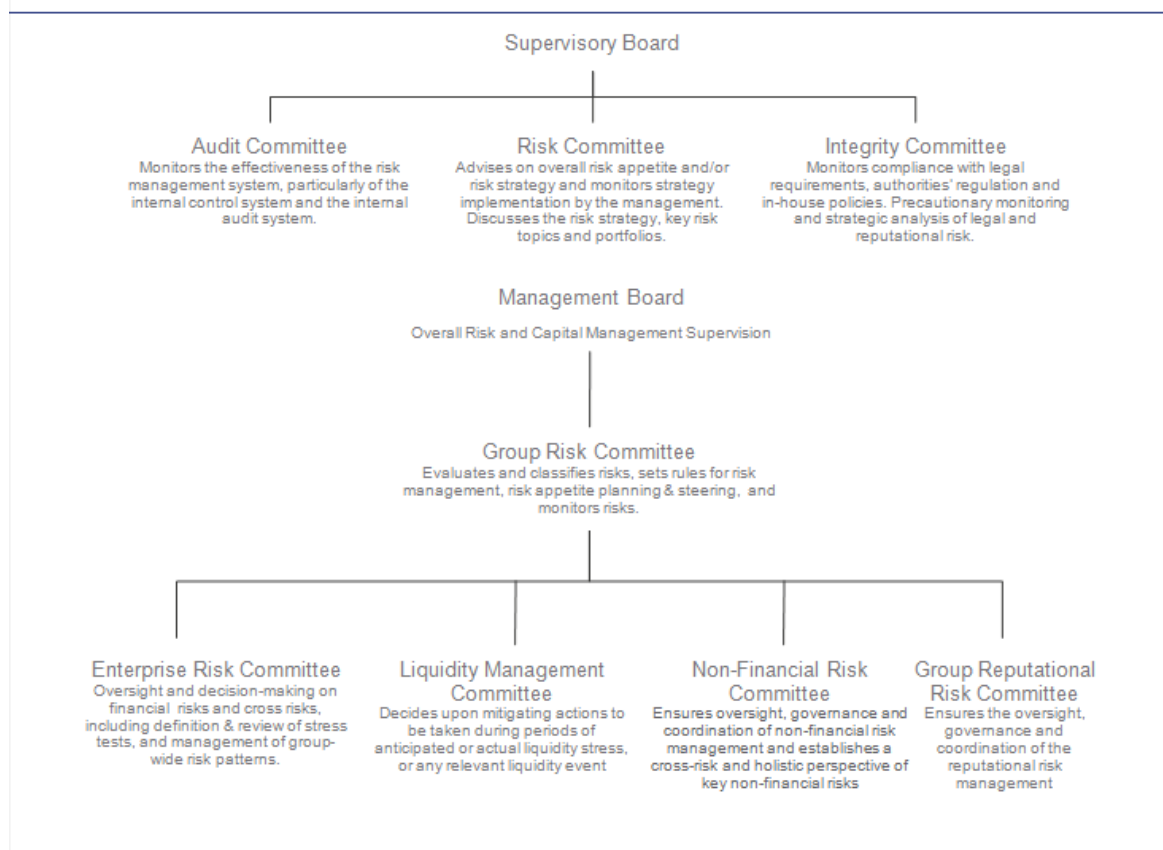 Supervisory Board
Audit Committee
Monitors the effectiveness of the risk
management system, particularly of the
internal control system and the internal
audit system.
Risk Committee
Advises on overall risk appetite and/or
risk strategy and monitors strategy
implementation by the management.
Discusses the risk strategy, key risk
topics and portfolios.
Integrity Committee
Monitors compliance with legal
requirements, authorities' regulation and
in-house policies. Precautionary monitoring
and strategic analysis of legal and
reputational risk.
Management Board
Overall Risk and Capital Management Supervision
Group Risk Committee
Evaluates and classifies risks, sets rules for risk
management, risk appetite planning & steering, and
monitors risks.
Enterprise Risk Committee
Oversight and decision-making on
financial risks and cross risks,
including definition & review of stress
tests, and management of group-
wide risk patterns.
Liquidity Management
Committee
Decides upon mitigating actions to
be taken during periods of
anticipated or actual liquidity stress,
or any relevant liquidity event
Non-Financial Risk
Committee
Ensures oversight, governance and
coordination of non-financial risk
management and establishes a
cross-risk and holistic perspective of
key non-financial risks
Group Reputational
Risk Committee
Ensures the oversight,
governance and
coordination of the
reputational risk
management